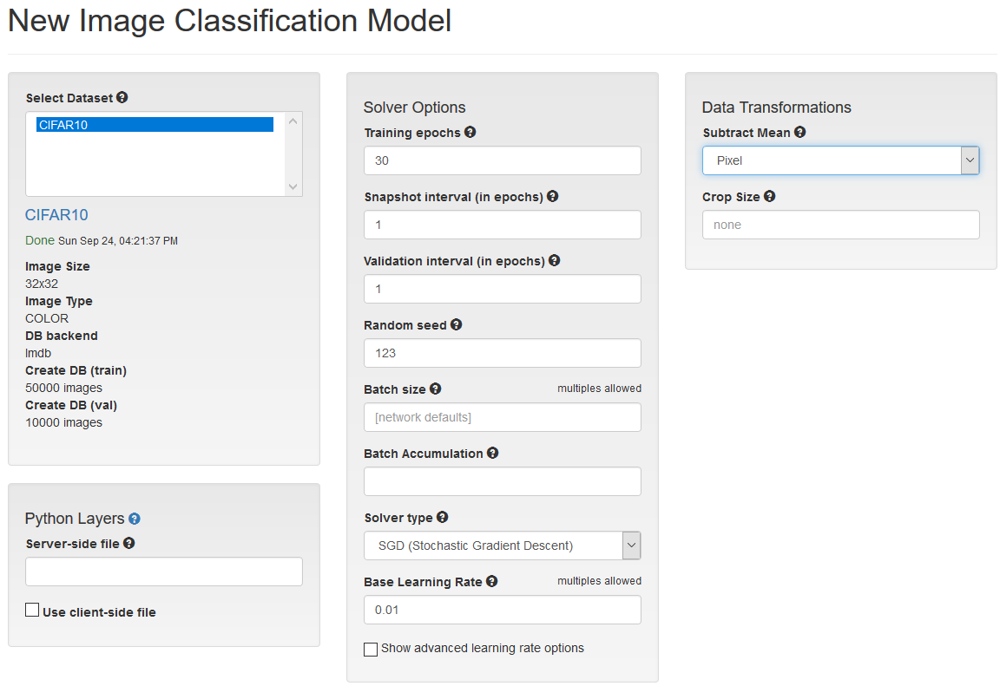 New Image Classification Model
Select Dataset
CIFAR10
CIFAR10
Done Sun Sep 24, 04:21:37 PM
Image Size
32x32
Image Type
COLOR
DB backend
lmdb
Create DB (train)
50000 images
Create DB (val)
10000 images
Python Layers
Server-side file
Use client-side file
Solver Options
Training epochs
30
Snapshot interval (in epochs)
1
Validation interval (in epochs)
1
Random seed
123
Batch size multiples allowed
[network defaults]
Batch Accumulation
Solver type
SGD (Stochastic Gradient Descent)
Base Learning Rate multiples allowed
0.01
Show advanced learning rate options
Data Transformations
Subtract Mean
Pixel
Crop Size
none